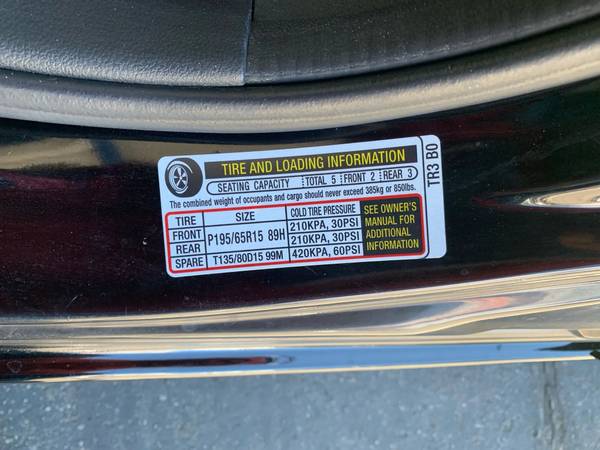 TIRE AND LOADING INFORMATION
SEATING CAPACITY TOTAL 5 FRONT 2 REAR 3
The combined weight of occupants and cargo should never exceed 385kg or 850lbs.
TIRE SIZE COLD TIRE PRESSURE
FRONT P195/65R15 89H 210KPA, 30PSI
REAR 210KPA, 30PSI
SPARE T135/80D15 99M 420KPA, 60PSI
SEE OWNER'S
MANUAL FOR
ADDITIONAL
INFORMATION
TR3 B0